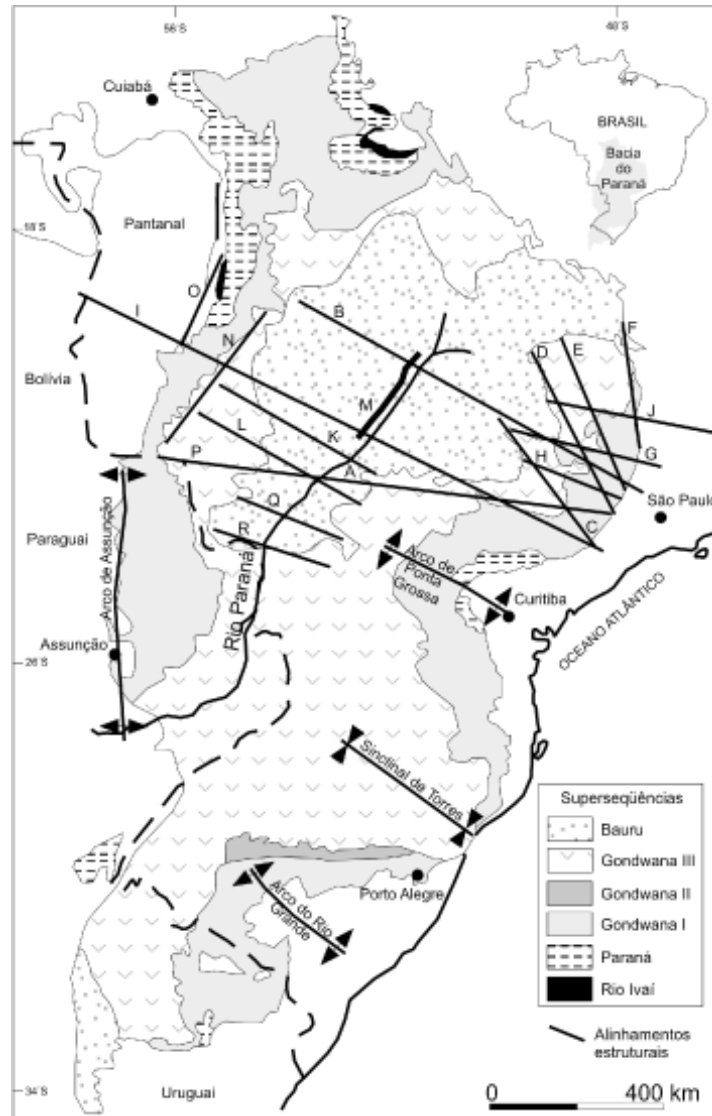 56°S
48°S
Cuiabá
BRASIL
Bacia
do
Paraná
18°S
Pantanal
O
I
B
F
N
D
E
Bolívia
M
J
L
K
G
P
A
H
São Paulo
Q
C
Paraguai
R
Arco de Assunção
Rio Paraná
Arco de
Ponta
Grossa
Curitiba
OCEANO ATLÂNTICO
Assunção
26°S
Sinclinal de Torres
Superseqüências
Bauru
Gondwana III
Gondwana II
Gondwana I
Paraná
Rio Ivaí
Porto Alegre
Arco do Rio
Grande
Alinhamentos
estruturais
34°S
Uruguai
0
400 km